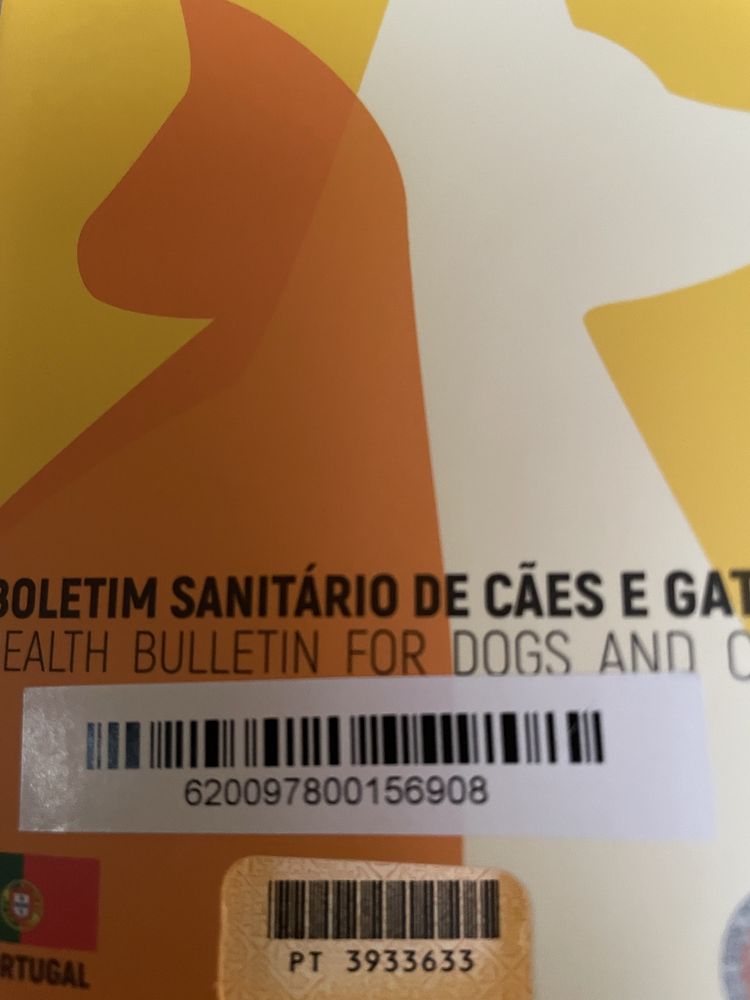 BOLETIM SANITÁRIO DE CÃES E GAT
EALTH BULLETIN FOR DOGS AND C
620097800156908
PT 3933633
RTUGAL